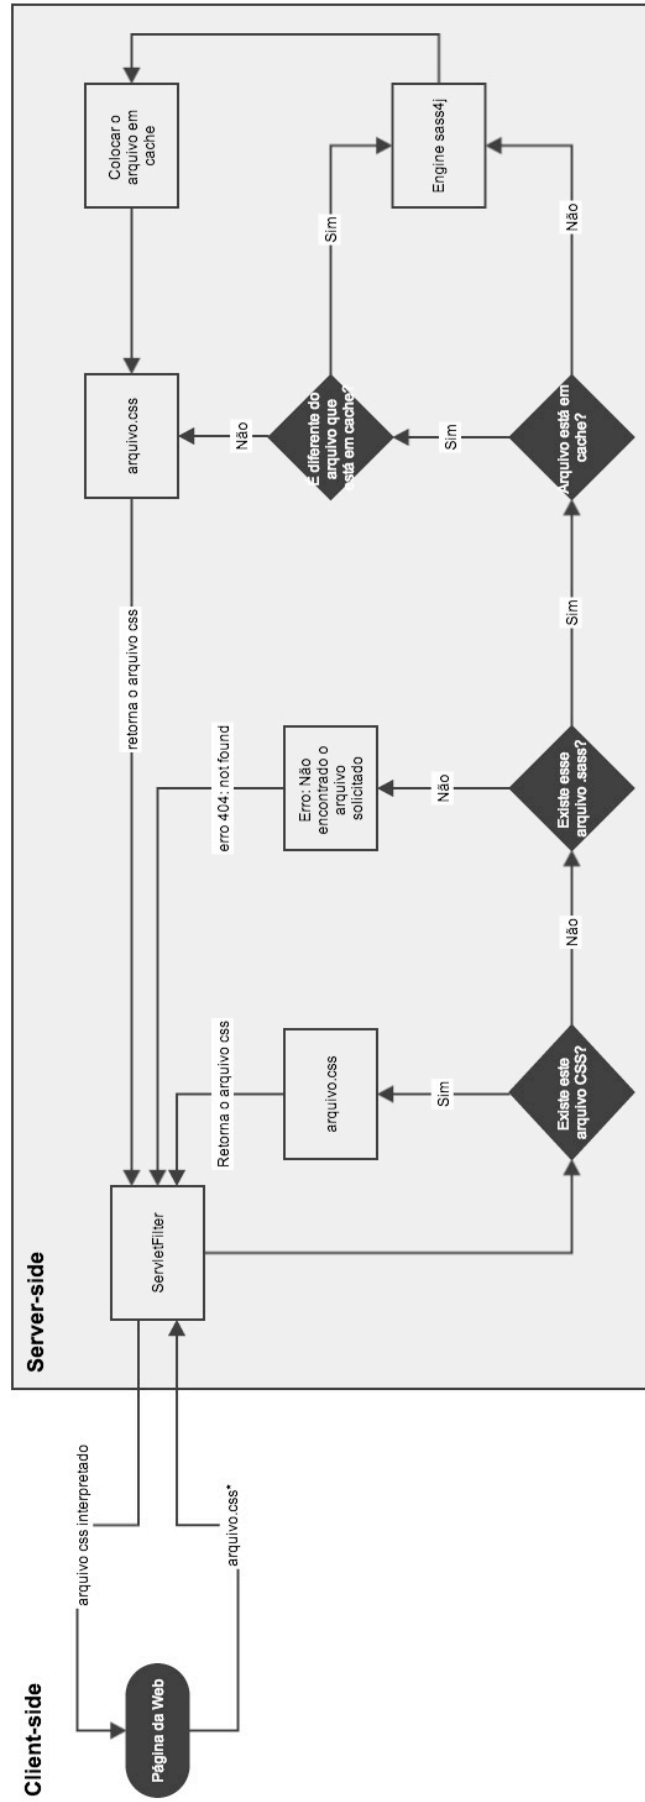 Client-side
Página da Web
arquivo css interpretado
arquivo.css*
Server-side
ServletFilter
Retorna o arquivo css
erro 404: not found
retorna o arquivo css
arquivo.css
Sim
Existe este
arquivo CSS?
Não
Erro: Não
encontrado o
arquivo
solicitado
Não
Existe esse
arquivo .sass?
Sim
Arquivo está em
cache?
Sim
É diferente do
arquivo que
está em cache?
Não
arquivo.css
Sim
Não
Engine sass4j
Colocar o
arquivo em
cache